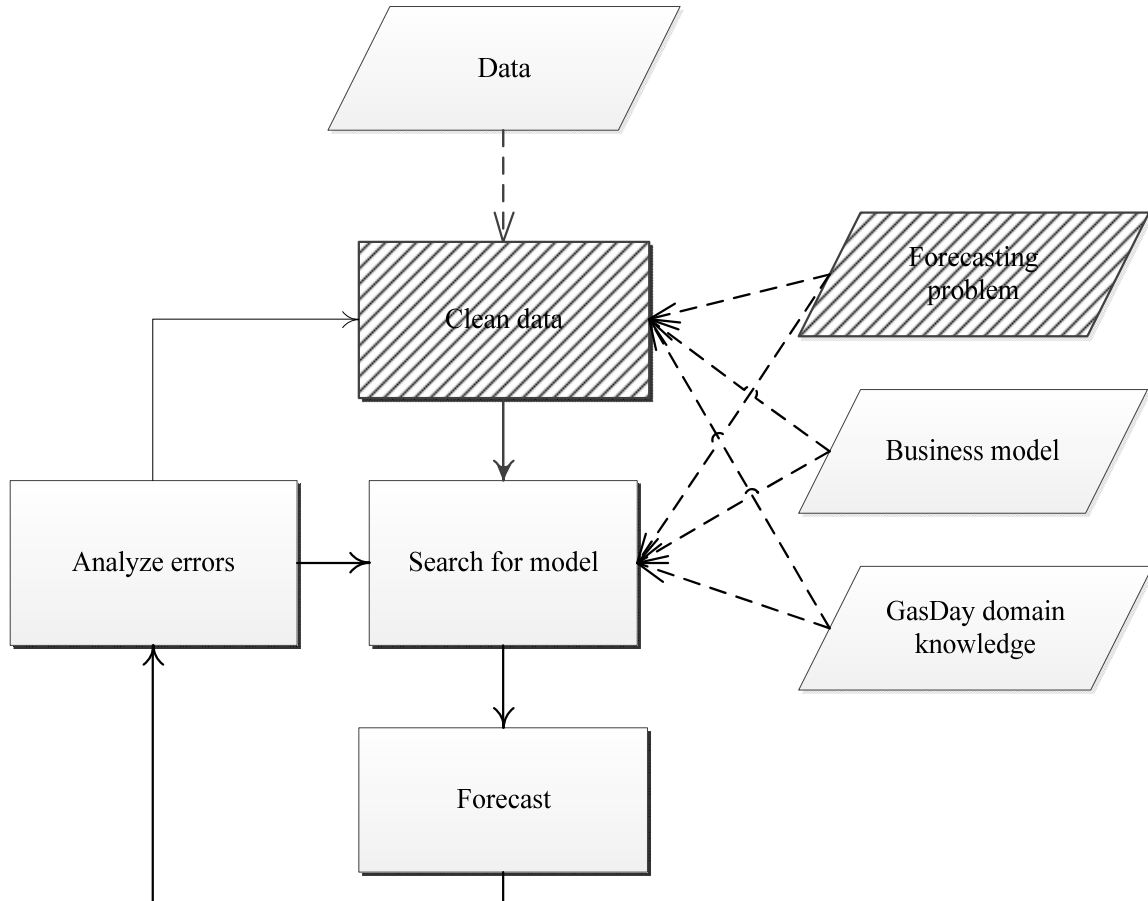 Data
Forecasting
problem
Clean data
Business model
Analyze errors
Search for model
GasDay domain
knowledge
Forecast